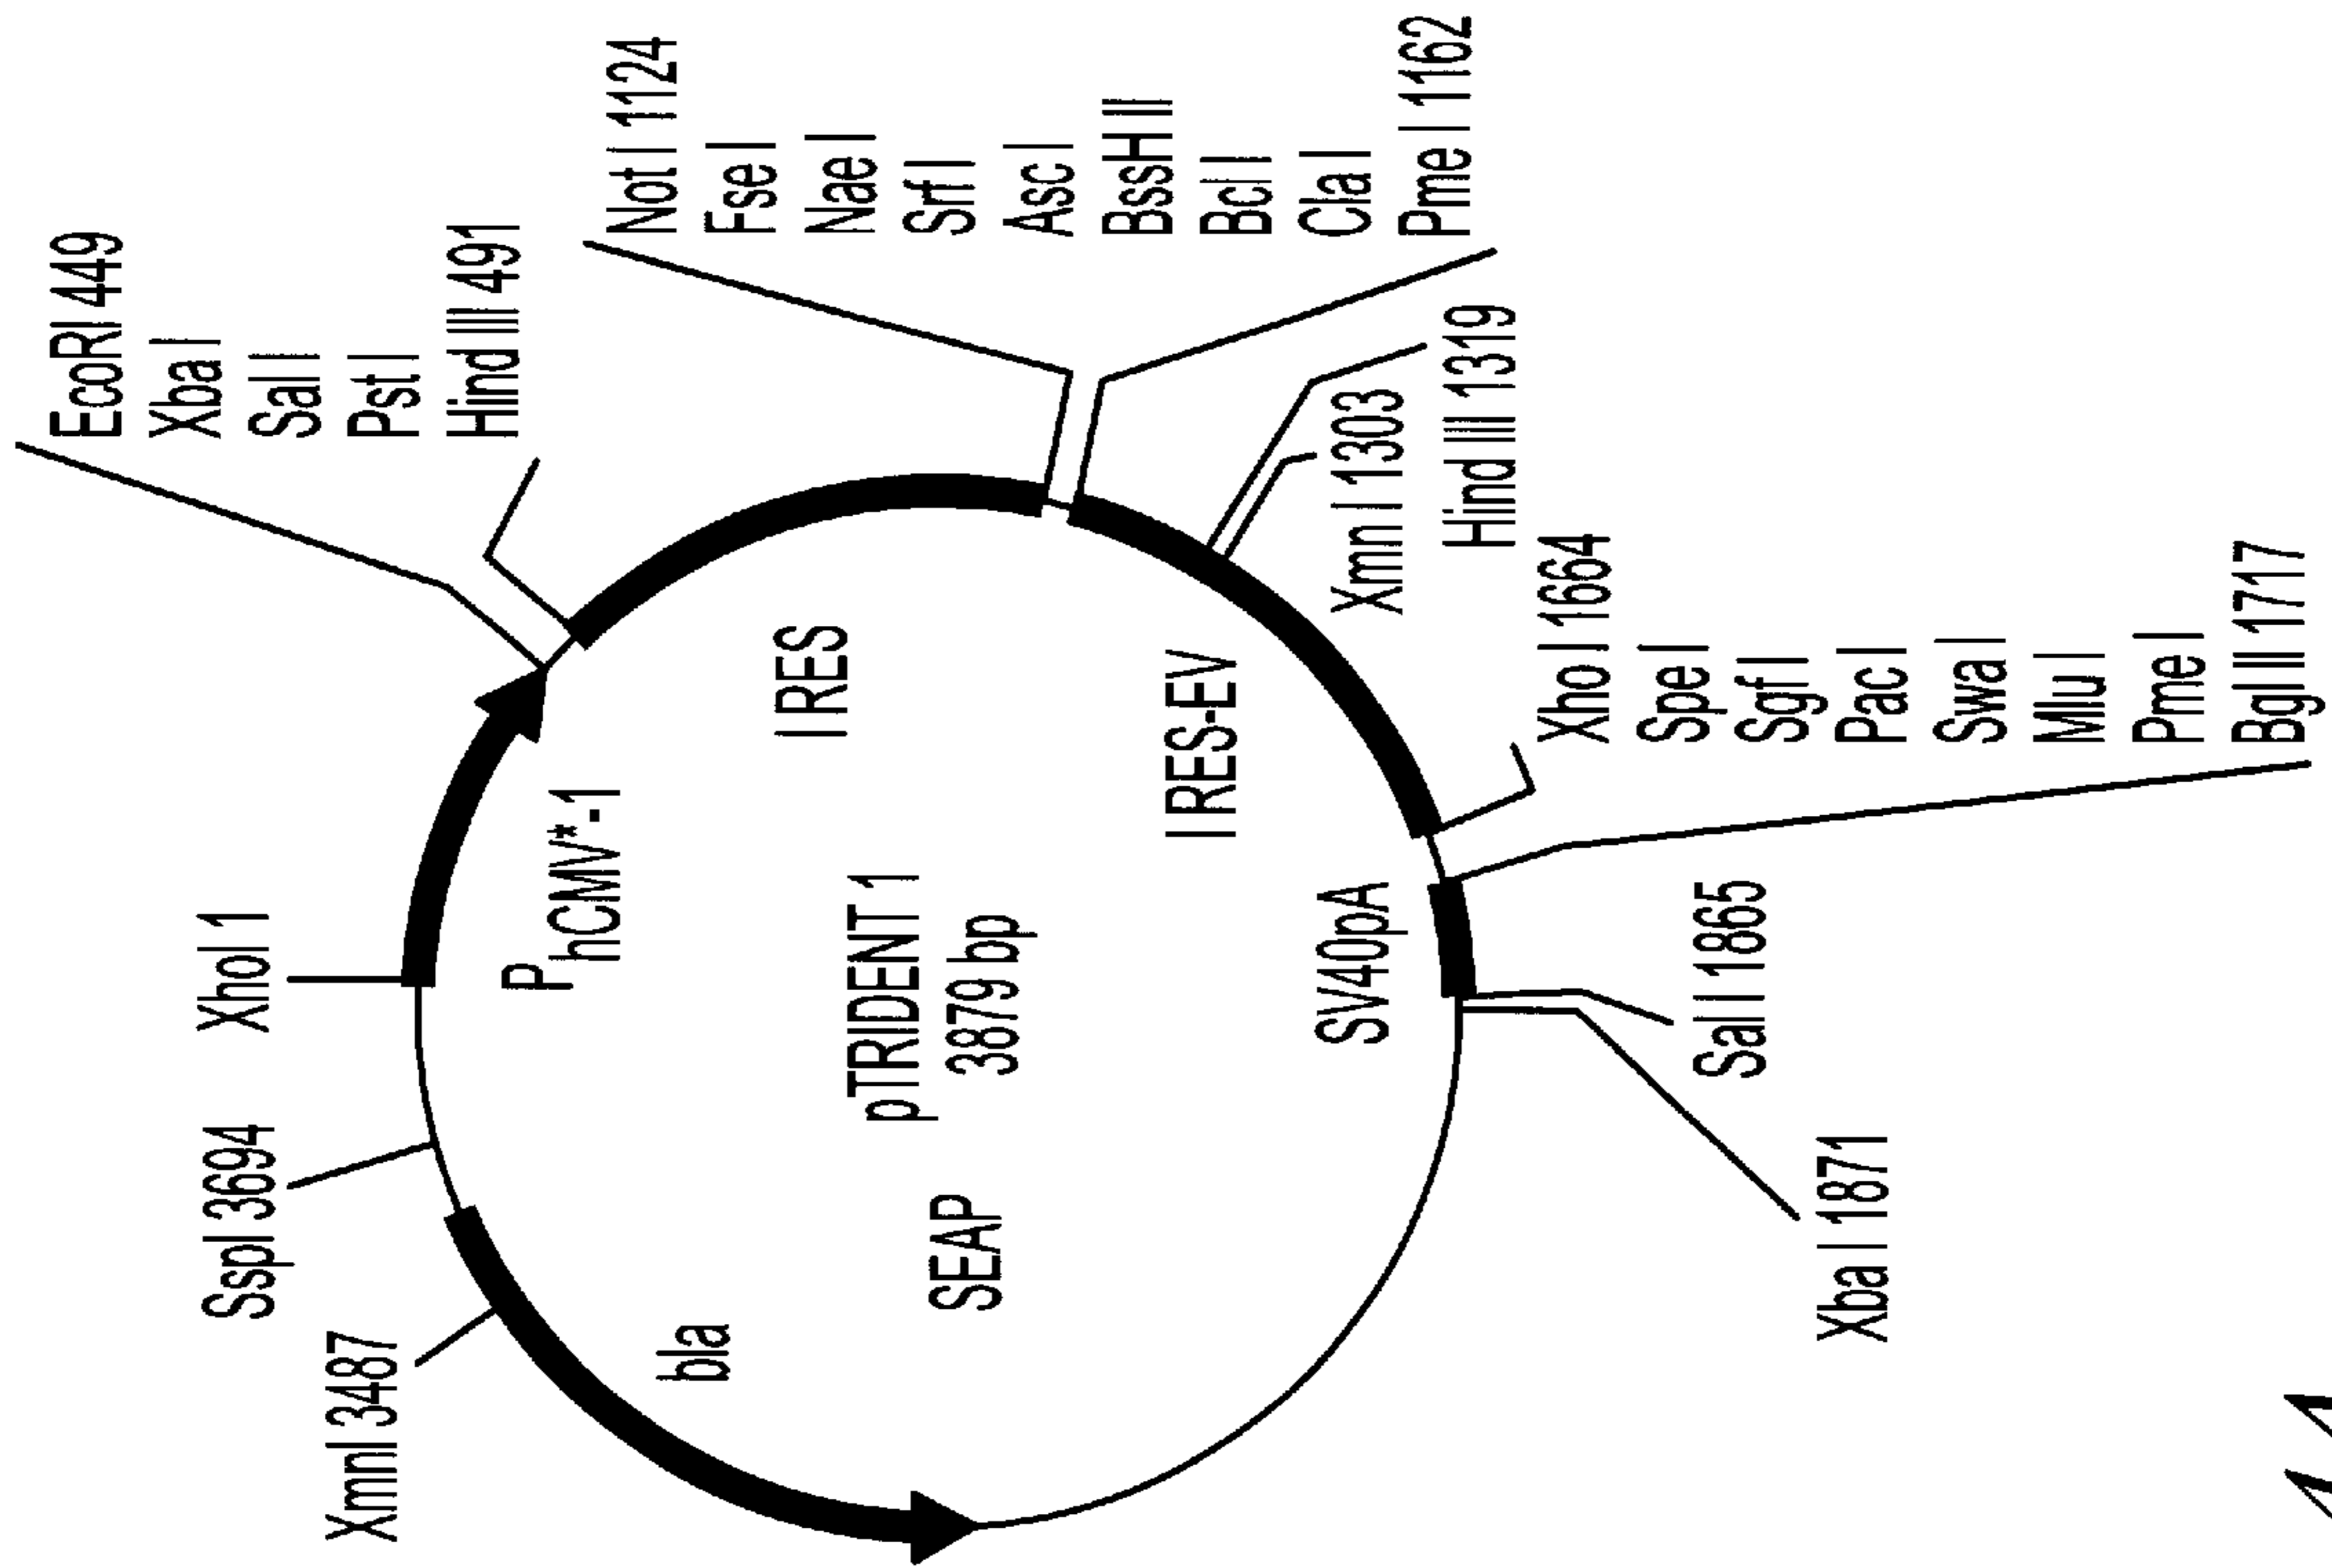 EcoRI 449
Xba I
Sal I
Pst I
Hind III 491
Not I 1124
Fse I
Nae I
Srf I
Asc I
BssH II
Bcl I
Cla I
Pme I 1162
Xmn I 1303
Hind III 1319
Xho I 1664
Spe I
Sgf I
Pac I
Swa I
Mlu I
Pme I
Bgl II 1717
Sal I 1865
Xba I 1871
XmnI 3487
SspI 3694
XhoI 1
PhCMV*-1
IRES
IRES-EV
SV40pA
pTRIDENT 1
3879 bp
SEAP
bla